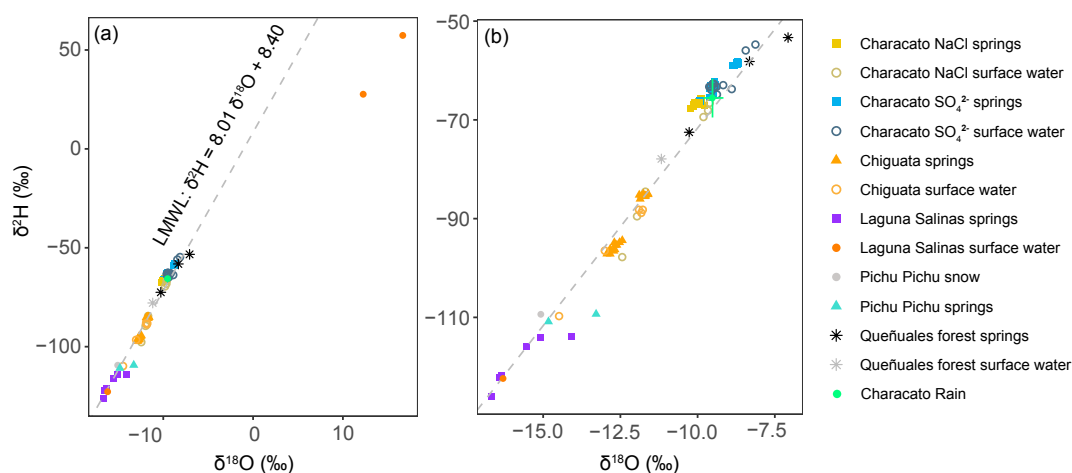 (a)
LMWL: δ²H = 8.01 δ¹⁸O + 8.40
50
0
−50
−100
δ²H (‰)
−10
0
10
δ¹⁸O (‰)
(b)
−50
−70
−90
−110
−15.0
−12.5
−10.0
−7.5
δ¹⁸O (‰)
Characato NaCl springs
Characato NaCl surface water
Characato SO₄²⁻ springs
Characato SO₄²⁻ surface water
Chiguata springs
Chiguata surface water
Laguna Salinas springs
Laguna Salinas surface water
Pichu Pichu snow
Pichu Pichu springs
Queñuales forest springs
Queñuales forest surface water
Characato Rain